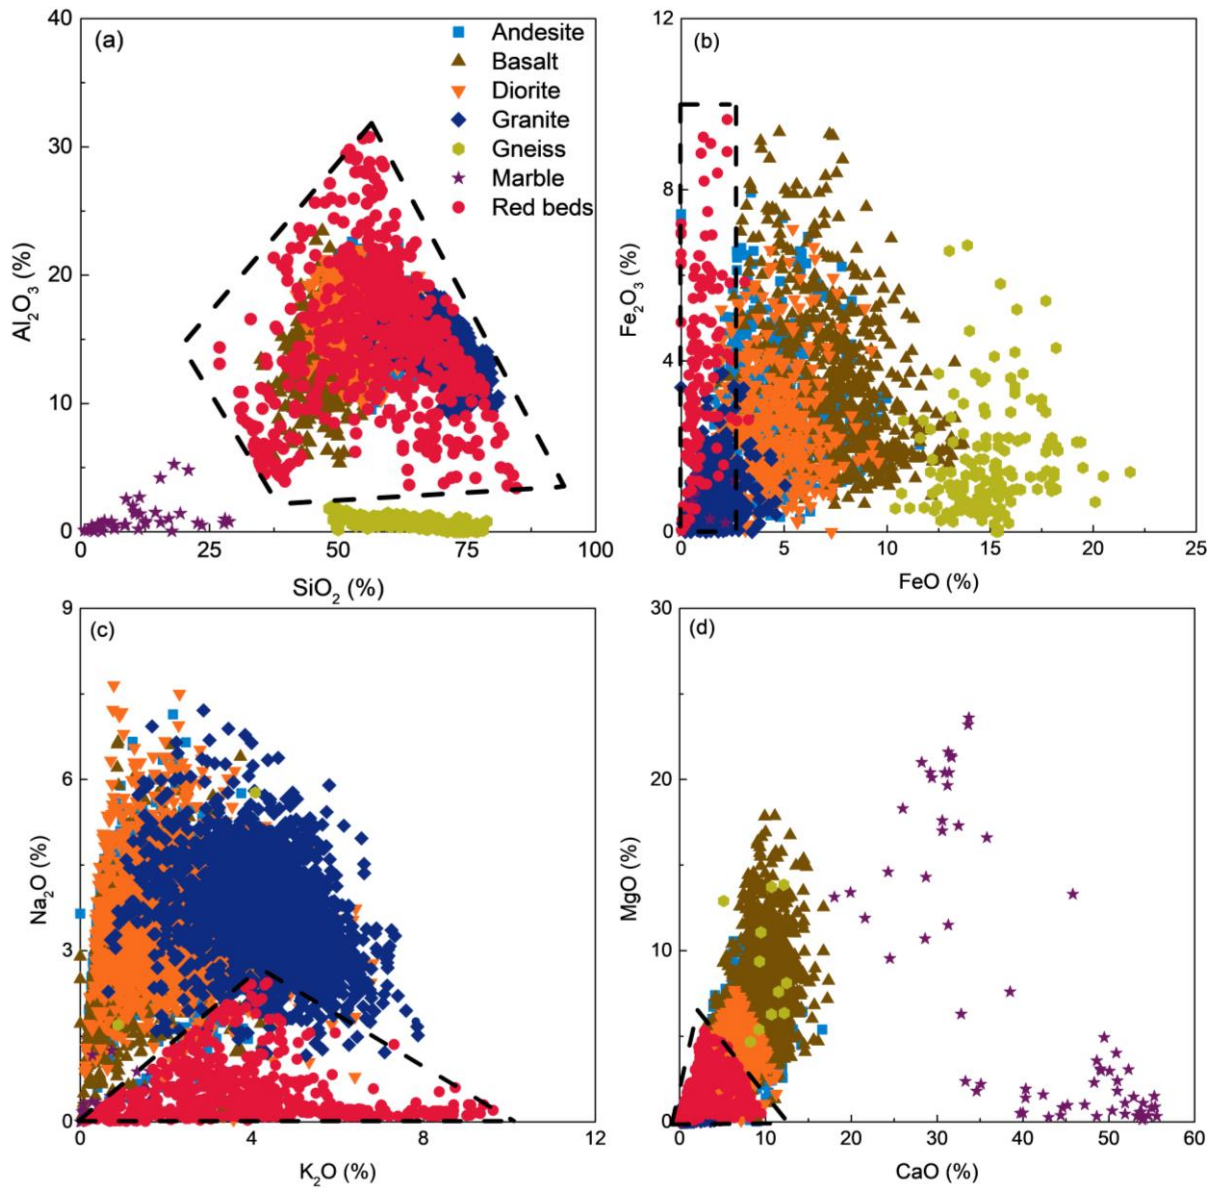 (a)
40
30
20
10
0
Al₂O₃ (%)
0 25 50 75 100
SiO₂ (%)
Andesite
Basalt
Diorite
Granite
Gneiss
Marble
Red beds
(b)
12
8
4
0
Fe₂O₃ (%)
0 5 10 15 20 25
FeO (%)
(c)
9
6
3
0
Na₂O (%)
0 4 8 12
K₂O (%)
(d)
30
20
10
0
MgO (%)
0 10 20 30 40 50 60
CaO (%)